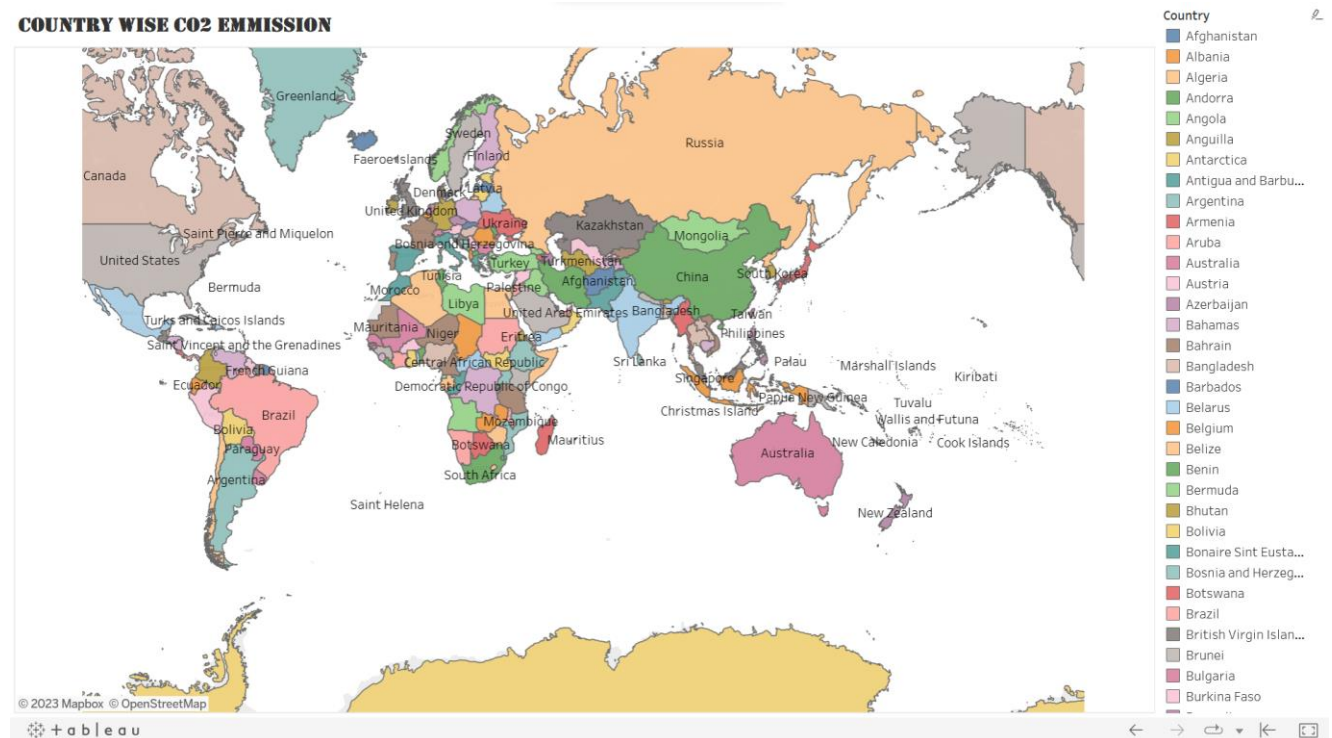 COUNTRY WISE CO2 EMMISSION
Greenland
Sweden
Faeroe Islands
Finland
Russia
Canada
Denmark
Latvia
United Kingdom
Ukraine
Kazakhstan
Saint Pierre and Miquelon
Mongolia
Bosnia and Herzegovina
United States
Turkey
Turkmenistan
Tunisia
Afghanistan
China
South Korea
Bermuda
Morocco
Palestine
Libya
Turks and Caicos Islands
United Arab Emirates
Bangladesh
Taiwan
Mauritania
Niger
Eritrea
Philippines
Saint Vincent and the Grenadines
Central African Republic
Sri Lanka
Palau
Marshall Islands
French Guiana
Kiribati
Ecuador
Democratic Republic of Congo
Singapore
Papua New Guinea
Tuvalu
Brazil
Christmas Island
Wallis and Futuna
Bolivia
Mozambique
Mauritius
Paraguay
Botswana
Australia
New Caledonia
Cook Islands
Argentina
South Africa
Saint Helena
New Zealand
© 2023 Mapbox © OpenStreetMap
+ a b | e a u
Country
Afghanistan
Albania
Algeria
Andorra
Angola
Anguilla
Antarctica
Antigua and Barbu...
Argentina
Armenia
Aruba
Australia
Austria
Azerbaijan
Bahamas
Bahrain
Bangladesh
Barbados
Belarus
Belgium
Belize
Benin
Bermuda
Bhutan
Bolivia
Bonaire Sint Eusta...
Bosnia and Herzeg...
Botswana
Brazil
British Virgin Islan...
Brunei
Bulgaria
Burkina Faso